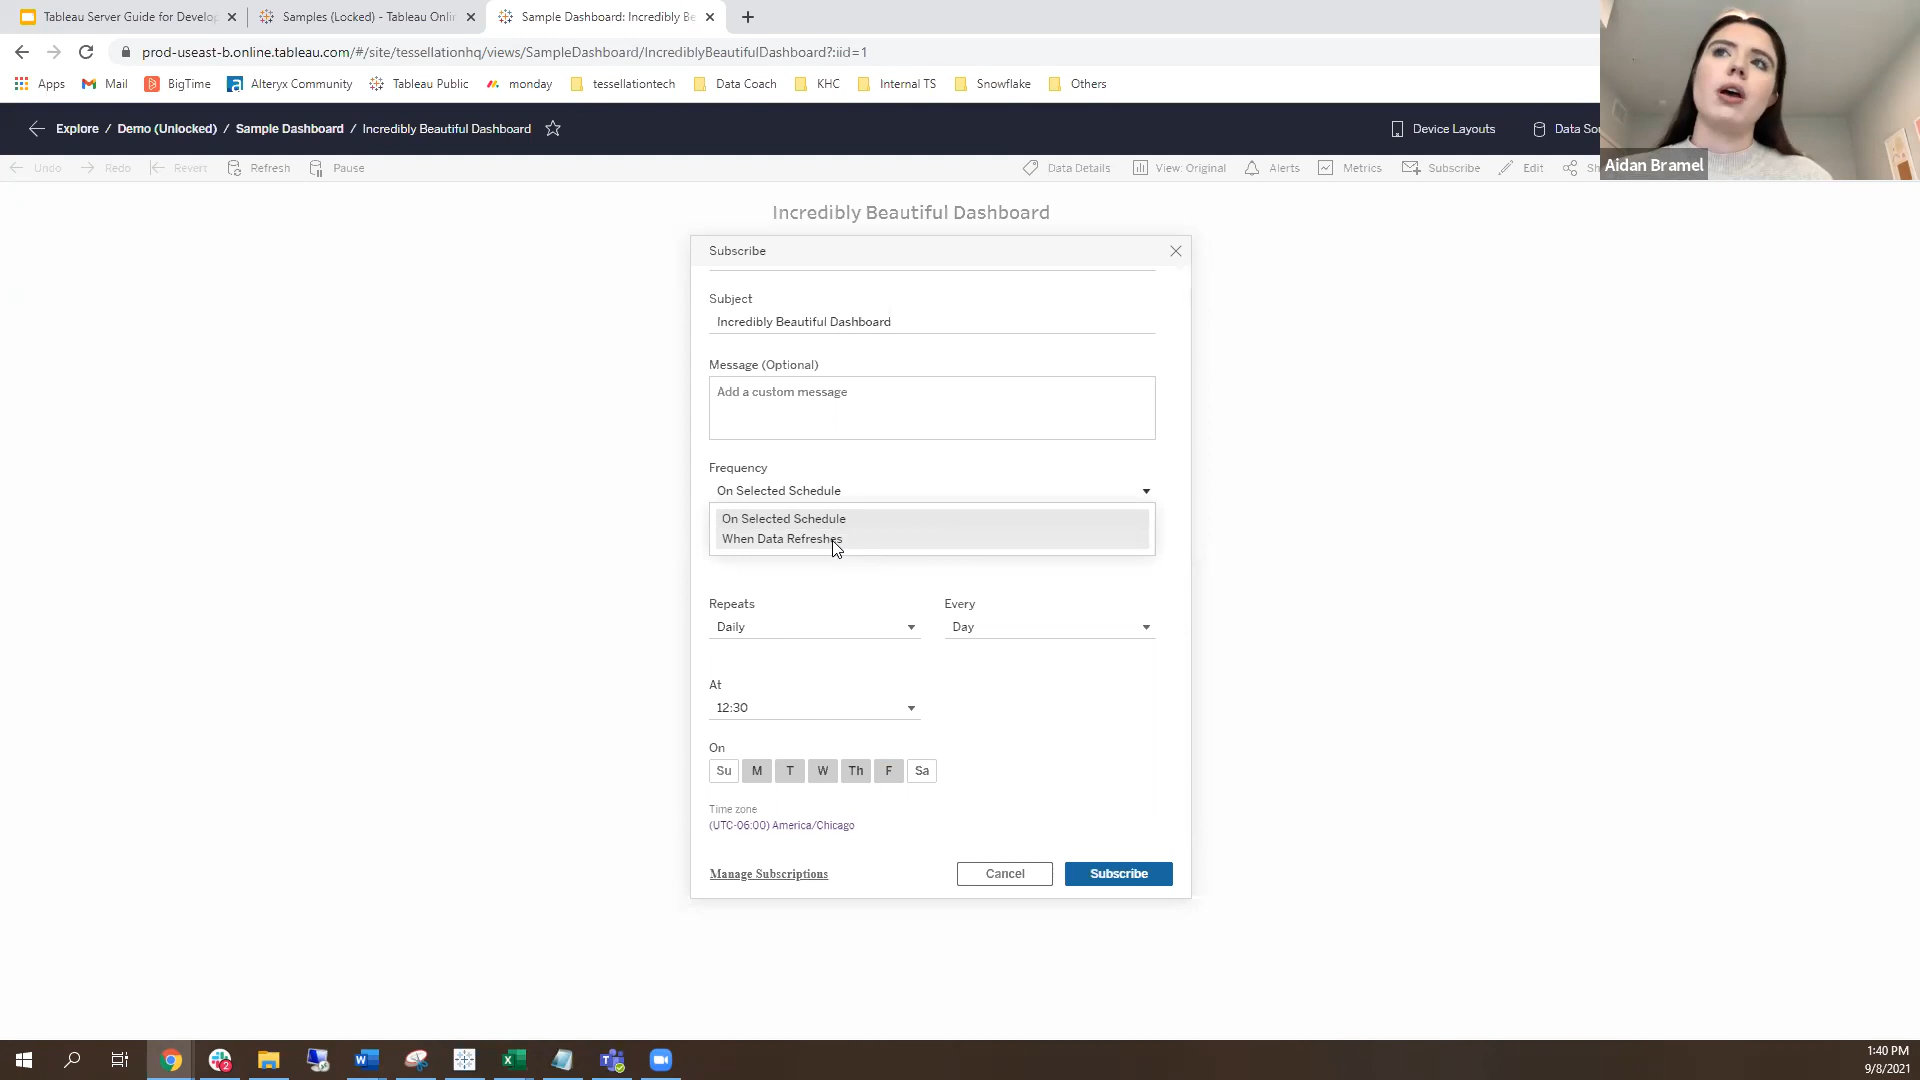 Tableau Server Guide for Develop
Samples (Locked) - Tableau Onlin
Sample Dashboard: Incredibly Be
prod-useast-b.online.tableau.com/#/site/tessellationhq/views/SampleDashboard/IncrediblyBeautifulDashboard?:iid=1
Apps Mail BigTime Alteryx Community Tableau Public monday tessellationtech Data Coach KHC Internal TS Snowflake Others
Explore / Demo (Unlocked) / Sample Dashboard / Incredibly Beautiful Dashboard
Device Layouts Data Sou
Aidan Bramel
Undo Redo Revert Refresh Pause
Data Details View: Original Alerts Metrics Subscribe Edit Sh
Incredibly Beautiful Dashboard
Subscribe
Subject
Incredibly Beautiful Dashboard
Message (Optional)
Add a custom message
Frequency
On Selected Schedule
On Selected Schedule
When Data Refreshes
Repeats Every
Daily Day
At
12:30
On
Su M T W Th F Sa
Time zone
(UTC-06:00) America/Chicago
Manage Subscriptions Cancel Subscribe
2
1:40 PM
9/8/2021